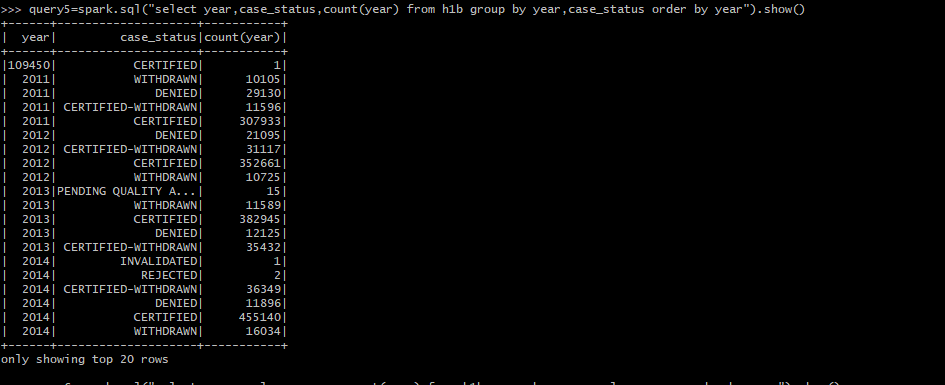 >>> query5=spark.sql("select year,case_status,count(year) from h1b group by year,case_status order by year").show()
+------+--------------------+-----------+
|  year|         case_status|count(year)|
+------+--------------------+-----------+
|109450|           CERTIFIED|          1|
|  2011|           WITHDRAWN|      10105|
|  2011|              DENIED|      29130|
|  2011| CERTIFIED-WITHDRAWN|      11596|
|  2011|           CERTIFIED|     307933|
|  2012|              DENIED|      21095|
|  2012| CERTIFIED-WITHDRAWN|      31117|
|  2012|           CERTIFIED|     352661|
|  2012|           WITHDRAWN|      10725|
|  2013|PENDING QUALITY A...|         15|
|  2013|           WITHDRAWN|      11589|
|  2013|           CERTIFIED|     382945|
|  2013|              DENIED|      12125|
|  2013| CERTIFIED-WITHDRAWN|      35432|
|  2014|         INVALIDATED|          1|
|  2014|            REJECTED|          2|
|  2014| CERTIFIED-WITHDRAWN|      36349|
|  2014|              DENIED|      11896|
|  2014|           CERTIFIED|     455140|
|  2014|           WITHDRAWN|      16034|
+------+--------------------+-----------+
only showing top 20 rows